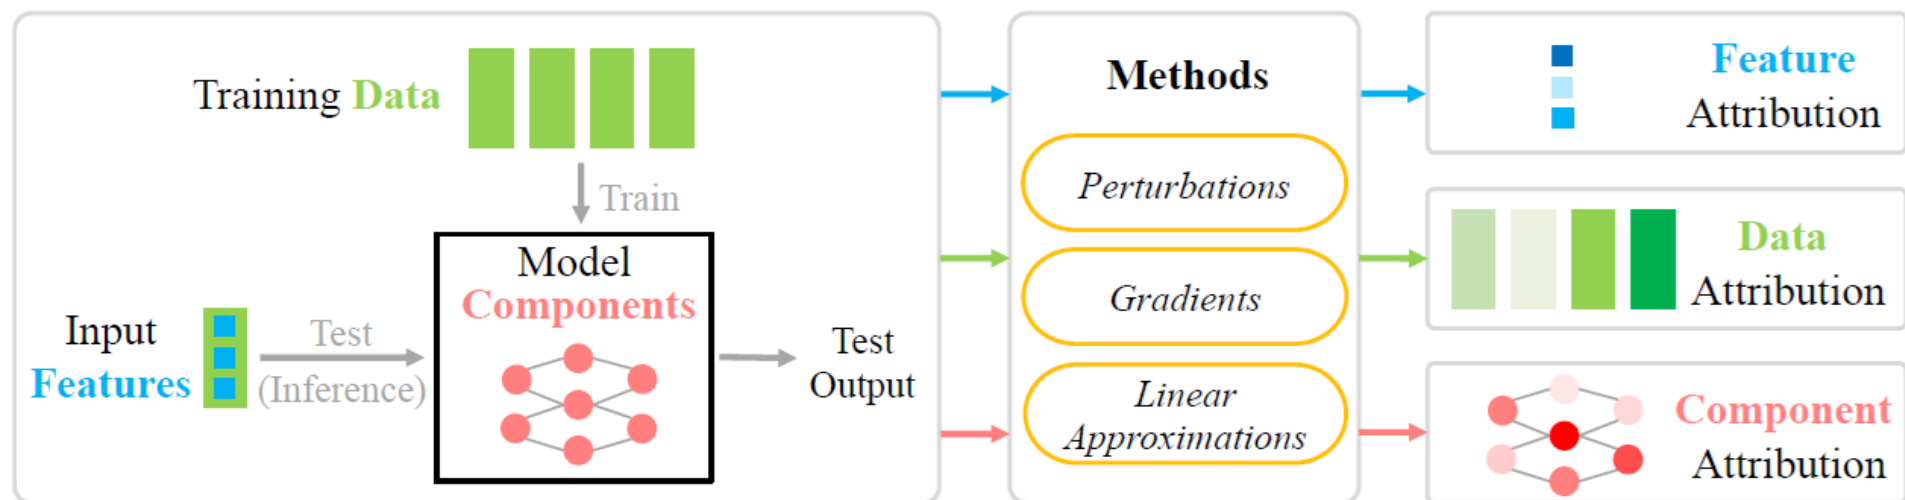 Training Data
Train
Model
Components
Input
Features
Test
(Inference)
Test
Output
Methods
Perturbations
Gradients
Linear
Approximations
Feature
Attribution
Data
Attribution
Component
Attribution